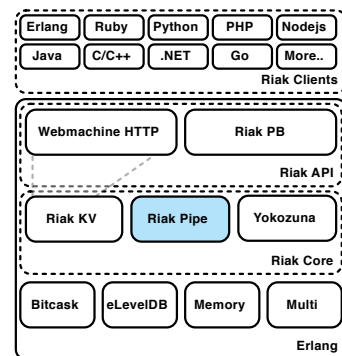 Erlang Ruby Python PHP Nodejs
Java C/C++ .NET Go More..
Riak Clients
Webmachine HTTP Riak PB
Riak API
Riak KV Riak Pipe Yokozuna
Riak Core
Bitcask eLevelDB Memory Multi
Erlang